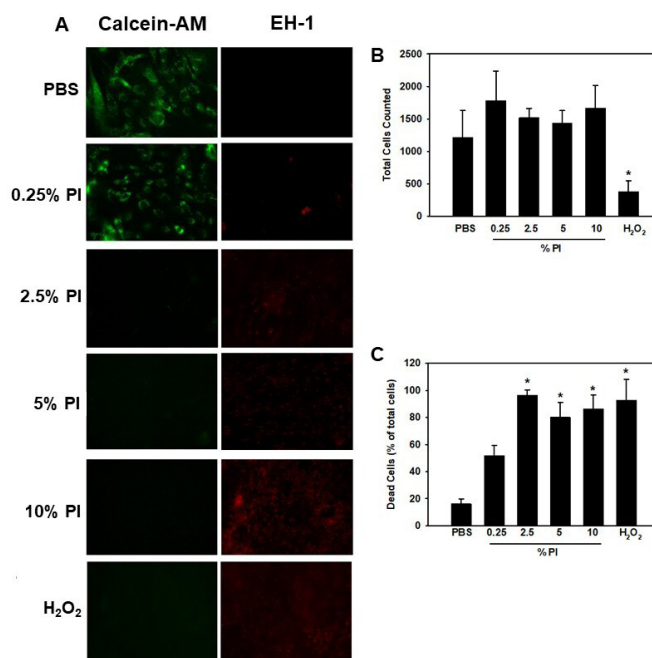 A
Calcein-AM EH-1
PBS
0.25% PI
2.5% PI
5% PI
10% PI
H₂O₂
B
Total Cells Counted
2500
2000
1500
1000
500
0
*
PBS 0.25 2.5 5 10 H₂O₂
% PI
C
Dead Cells (% of total cells)
120
100
80
60
40
20
0
* * * *
PBS 0.25 2.5 5 10 H₂O₂
% PI